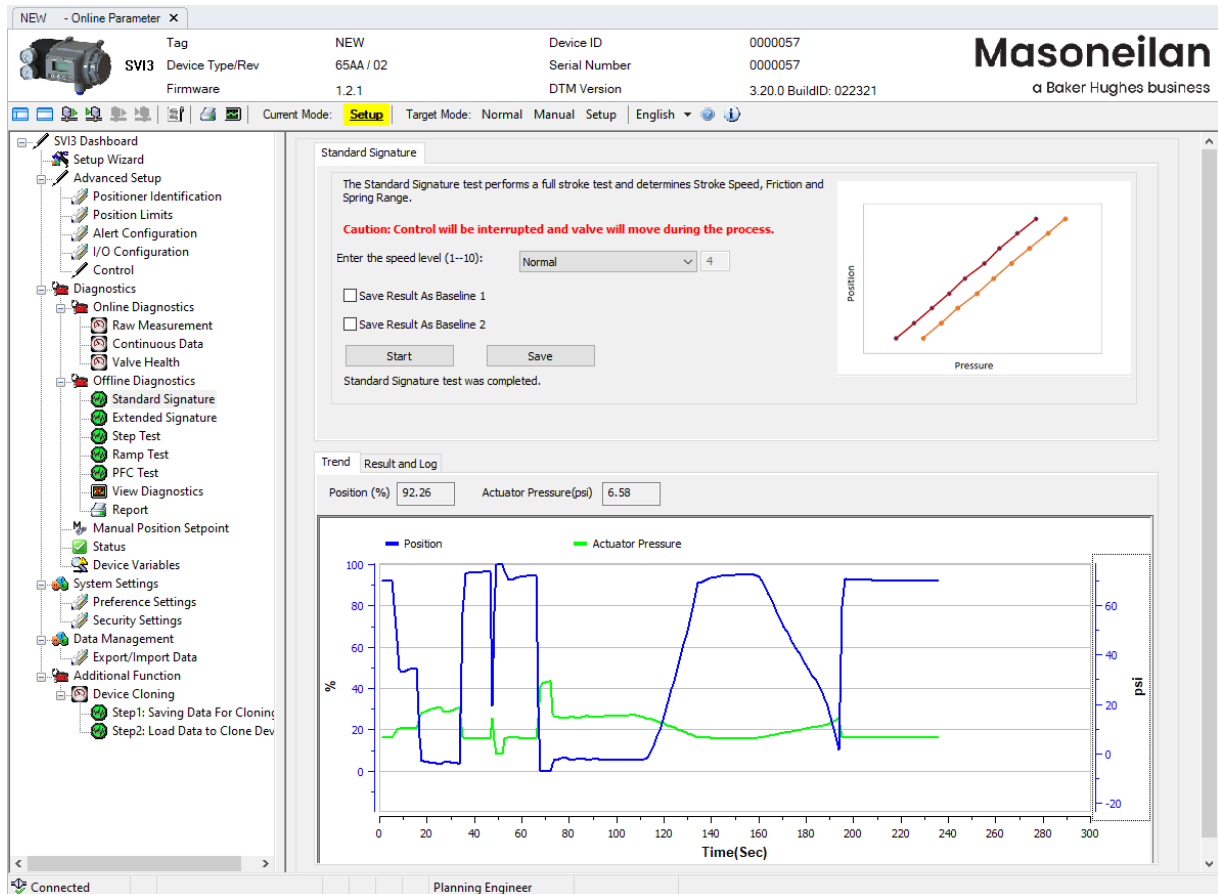 NEW - Online Parameter
Tag NEW Device ID 0000057
SVI3 Device Type/Rev 65AA / 02 Serial Number 0000057
Firmware 1.2.1 DTM Version 3.20.0 BuildID: 022321
Masoneilan
a Baker Hughes business
Current Mode: Setup Target Mode: Normal Manual Setup English
SVI3 Dashboard
Setup Wizard
Advanced Setup
Positioner Identification
Position Limits
Alert Configuration
I/O Configuration
Control
Diagnostics
Online Diagnostics
Raw Measurement
Continuous Data
Valve Health
Offline Diagnostics
Standard Signature
Extended Signature
Step Test
Ramp Test
PFC Test
View Diagnostics
Report
Manual Position Setpoint
Status
Device Variables
System Settings
Preference Settings
Security Settings
Data Management
Export/Import Data
Additional Function
Device Cloning
Step1: Saving Data For Cloning
Step2: Load Data to Clone Dev
Standard Signature
The Standard Signature test performs a full stroke test and determines Stroke Speed, Friction and
Spring Range.
Caution: Control will be interrupted and valve will move during the process.
Enter the speed level (1--10): Normal 4
Save Result As Baseline 1
Save Result As Baseline 2
Start Save
Standard Signature test was completed.
Position
Pressure
Trend Result and Log
Position (%) 92.26 Actuator Pressure(psi) 6.58
Position Actuator Pressure
100
80
60
40
20
0
%
60
40
20
0
-20
psi
0 20 40 60 80 100 120 140 160 180 200 220 240 260 280 300
Time(Sec)
Connected Planning Engineer